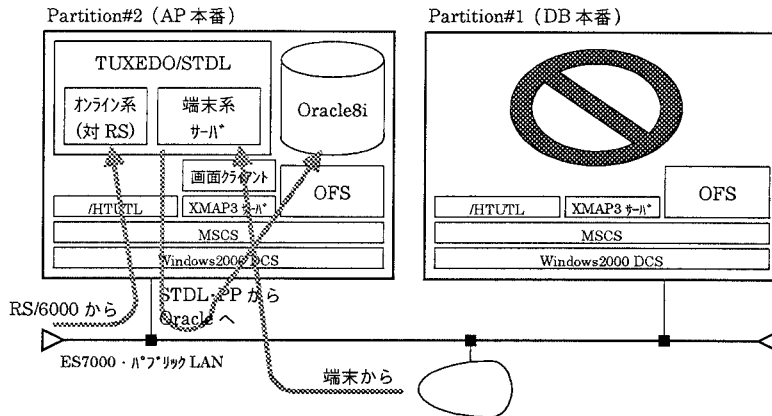 Partition#2（AP 本番）
Partition#1（DB 本番）
TUXEDO/STDL
オンライン系
(対 RS)
端末系
サーバ
Oracle8i
画面クライアント
OFS
/HTUTL
XMAP3 サーバ
MSCS
Windows2000 DCS
OFS
/HTUTL
XMAP3 サーバ
MSCS
Windows2000 DCS
STDL-PP から
Oracle へ
RS/6000 から
ES7000・パブリック LAN
端末から